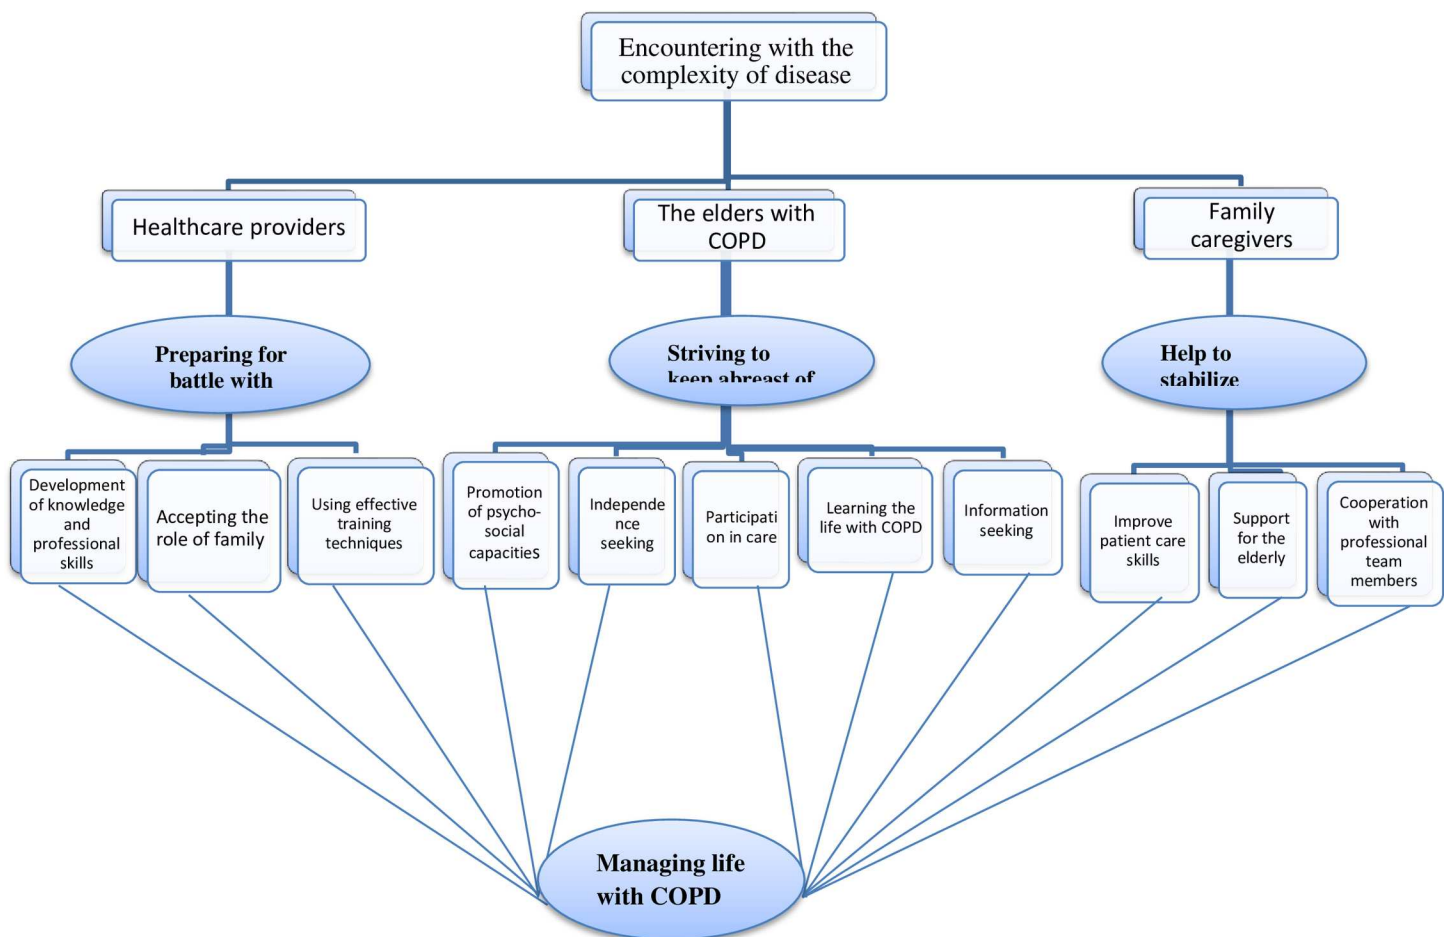 Encountering with the
complexity of disease
Healthcare providers
The elders with
COPD
Family
caregivers
Preparing for
battle with
Striving to
keep abreast of
Help to
stabilize
Development
of knowledge
and
professional
skills
Accepting the
role of family
Using effective
training
techniques
Promotion
of psycho-
social
capacities
Independe
nce
seeking
Participati
on in care
Learning the
life with COPD
Information
seeking
Improve
patient care
skills
Support
for the
elderly
Cooperation
with
professional
team
members
Managing life
with COPD